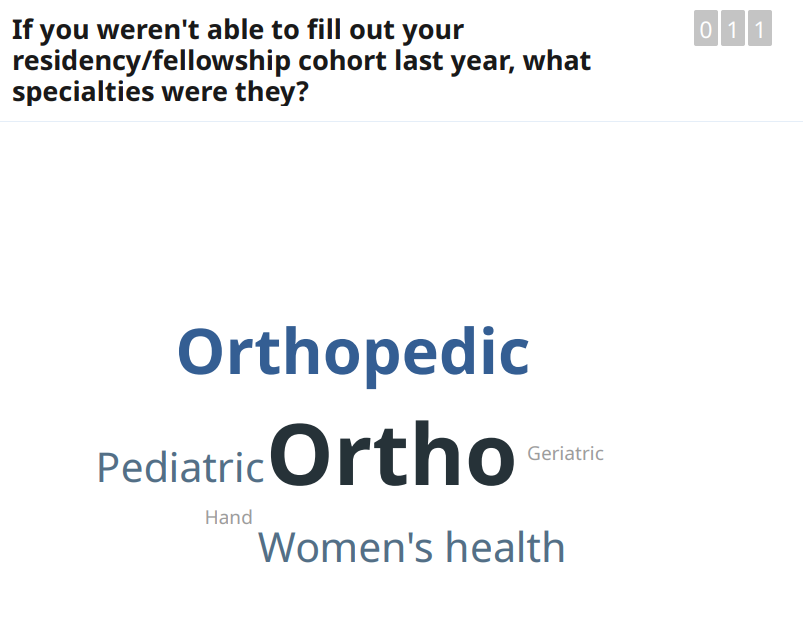 If you weren't able to fill out your
residency/fellowship cohort last year, what
specialties were they?
0 1 1
Orthopedic
Pediatric Ortho Geriatric
Hand
Women's health